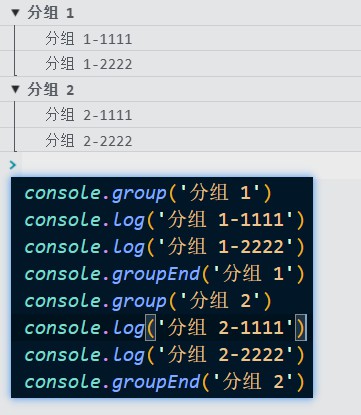 ▼ 分组 1
分组 1-1111
分组 1-2222
▼ 分组 2
分组 2-1111
分组 2-2222
>
console.group('分组 1')
console.log('分组 1-1111')
console.log('分组 1-2222')
console.groupEnd('分组 1')
console.group('分组 2')
console.log('分组 2-1111')
console.log('分组 2-2222')
console.groupEnd('分组 2')